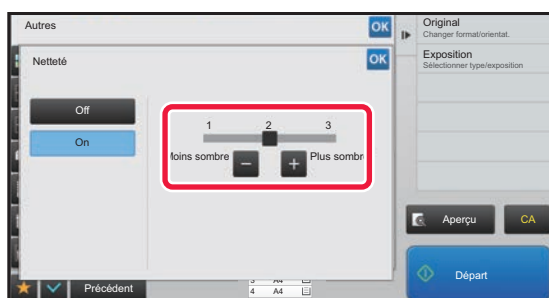 Autres
OK
Original
Changer format/orientat.
Netteté
OK
Exposition
Sélectionner type/exposition
Off
On
1 2 3
Moins sombre
Plus sombre
Aperçu
CA
Précédent
A4
4 A4
Départ